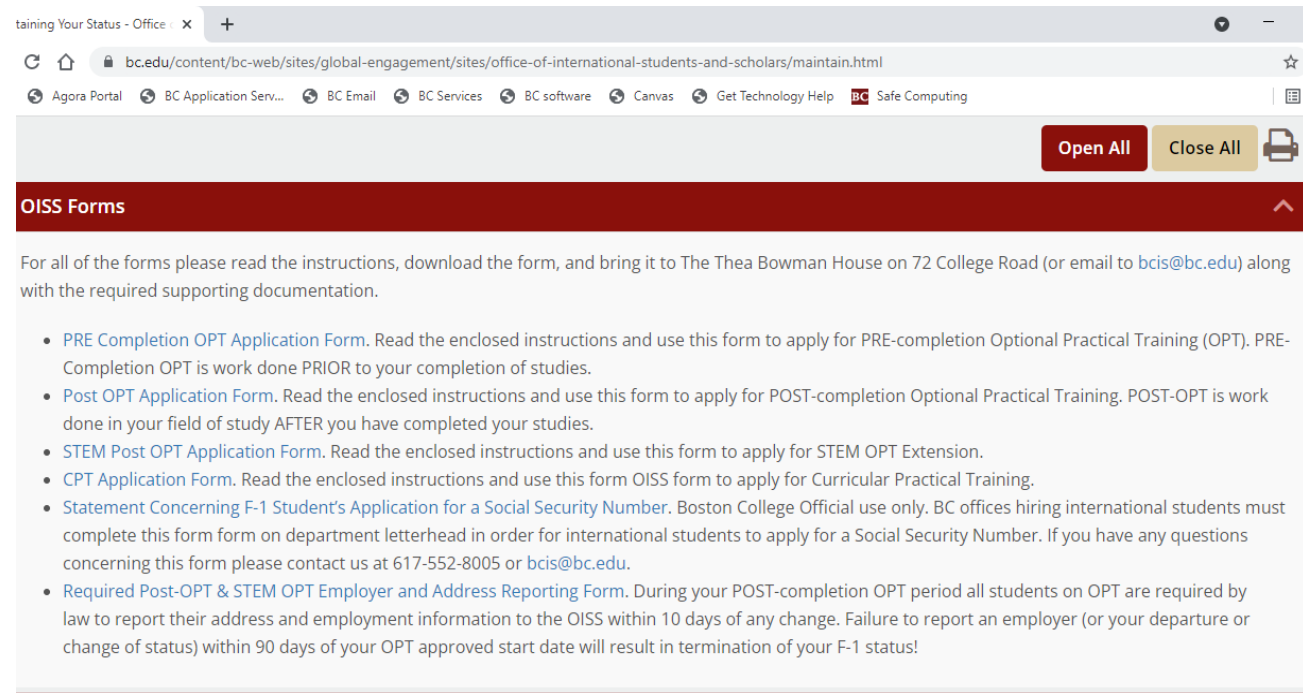 taining Your Status - Office
bc.edu/content/bc-web/sites/global-engagement/sites/office-of-international-students-and-scholars/maintain.html
Agora Portal BC Application Serv... BC Email BC Services BC software Canvas Get Technology Help BC Safe Computing
Open All Close All
OISS Forms
For all of the forms please read the instructions, download the form, and bring it to The Thea Bowman House on 72 College Road (or email to bcis@bc.edu) along
with the required supporting documentation.
• PRE Completion OPT Application Form. Read the enclosed instructions and use this form to apply for PRE-completion Optional Practical Training (OPT). PRE-
Completion OPT is work done PRIOR to your completion of studies.
• Post OPT Application Form. Read the enclosed instructions and use this form to apply for POST-completion Optional Practical Training. POST-OPT is work
done in your field of study AFTER you have completed your studies.
• STEM Post OPT Application Form. Read the enclosed instructions and use this form to apply for STEM OPT Extension.
• CPT Application Form. Read the enclosed instructions and use this form OISS form to apply for Curricular Practical Training.
• Statement Concerning F-1 Student’s Application for a Social Security Number. Boston College Official use only. BC offices hiring international students must
complete this form form on department letterhead in order for international students to apply for a Social Security Number. If you have any questions
concerning this form please contact us at 617-552-8005 or bcis@bc.edu.
• Required Post-OPT & STEM OPT Employer and Address Reporting Form. During your POST-completion OPT period all students on OPT are required by
law to report their address and employment information to the OISS within 10 days of any change. Failure to report an employer (or your departure or
change of status) within 90 days of your OPT approved start date will result in termination of your F-1 status!